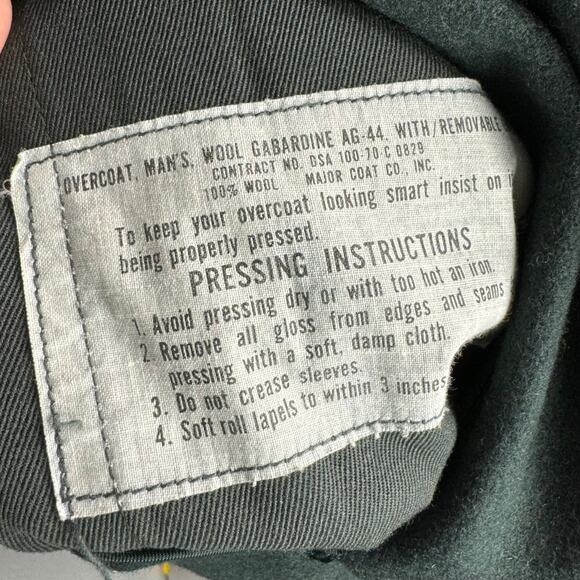 OVERCOAT, MAN'S, WOOL GABARDINE AG-44, WITH/REMOVABLE
CONTRACT NO. DSA 100-70-C 0829
100% WOOL MAJOR COAT CO., INC.
To keep your overcoat looking smart insist on
being properly pressed.
PRESSING INSTRUCTIONS
1. Avoid pressing dry or with too hot an iron.
2. Remove all gloss from edges and seams
pressing with a soft, damp cloth.
3. Do not crease sleeves.
4. Soft roll lapels to within 3 inches